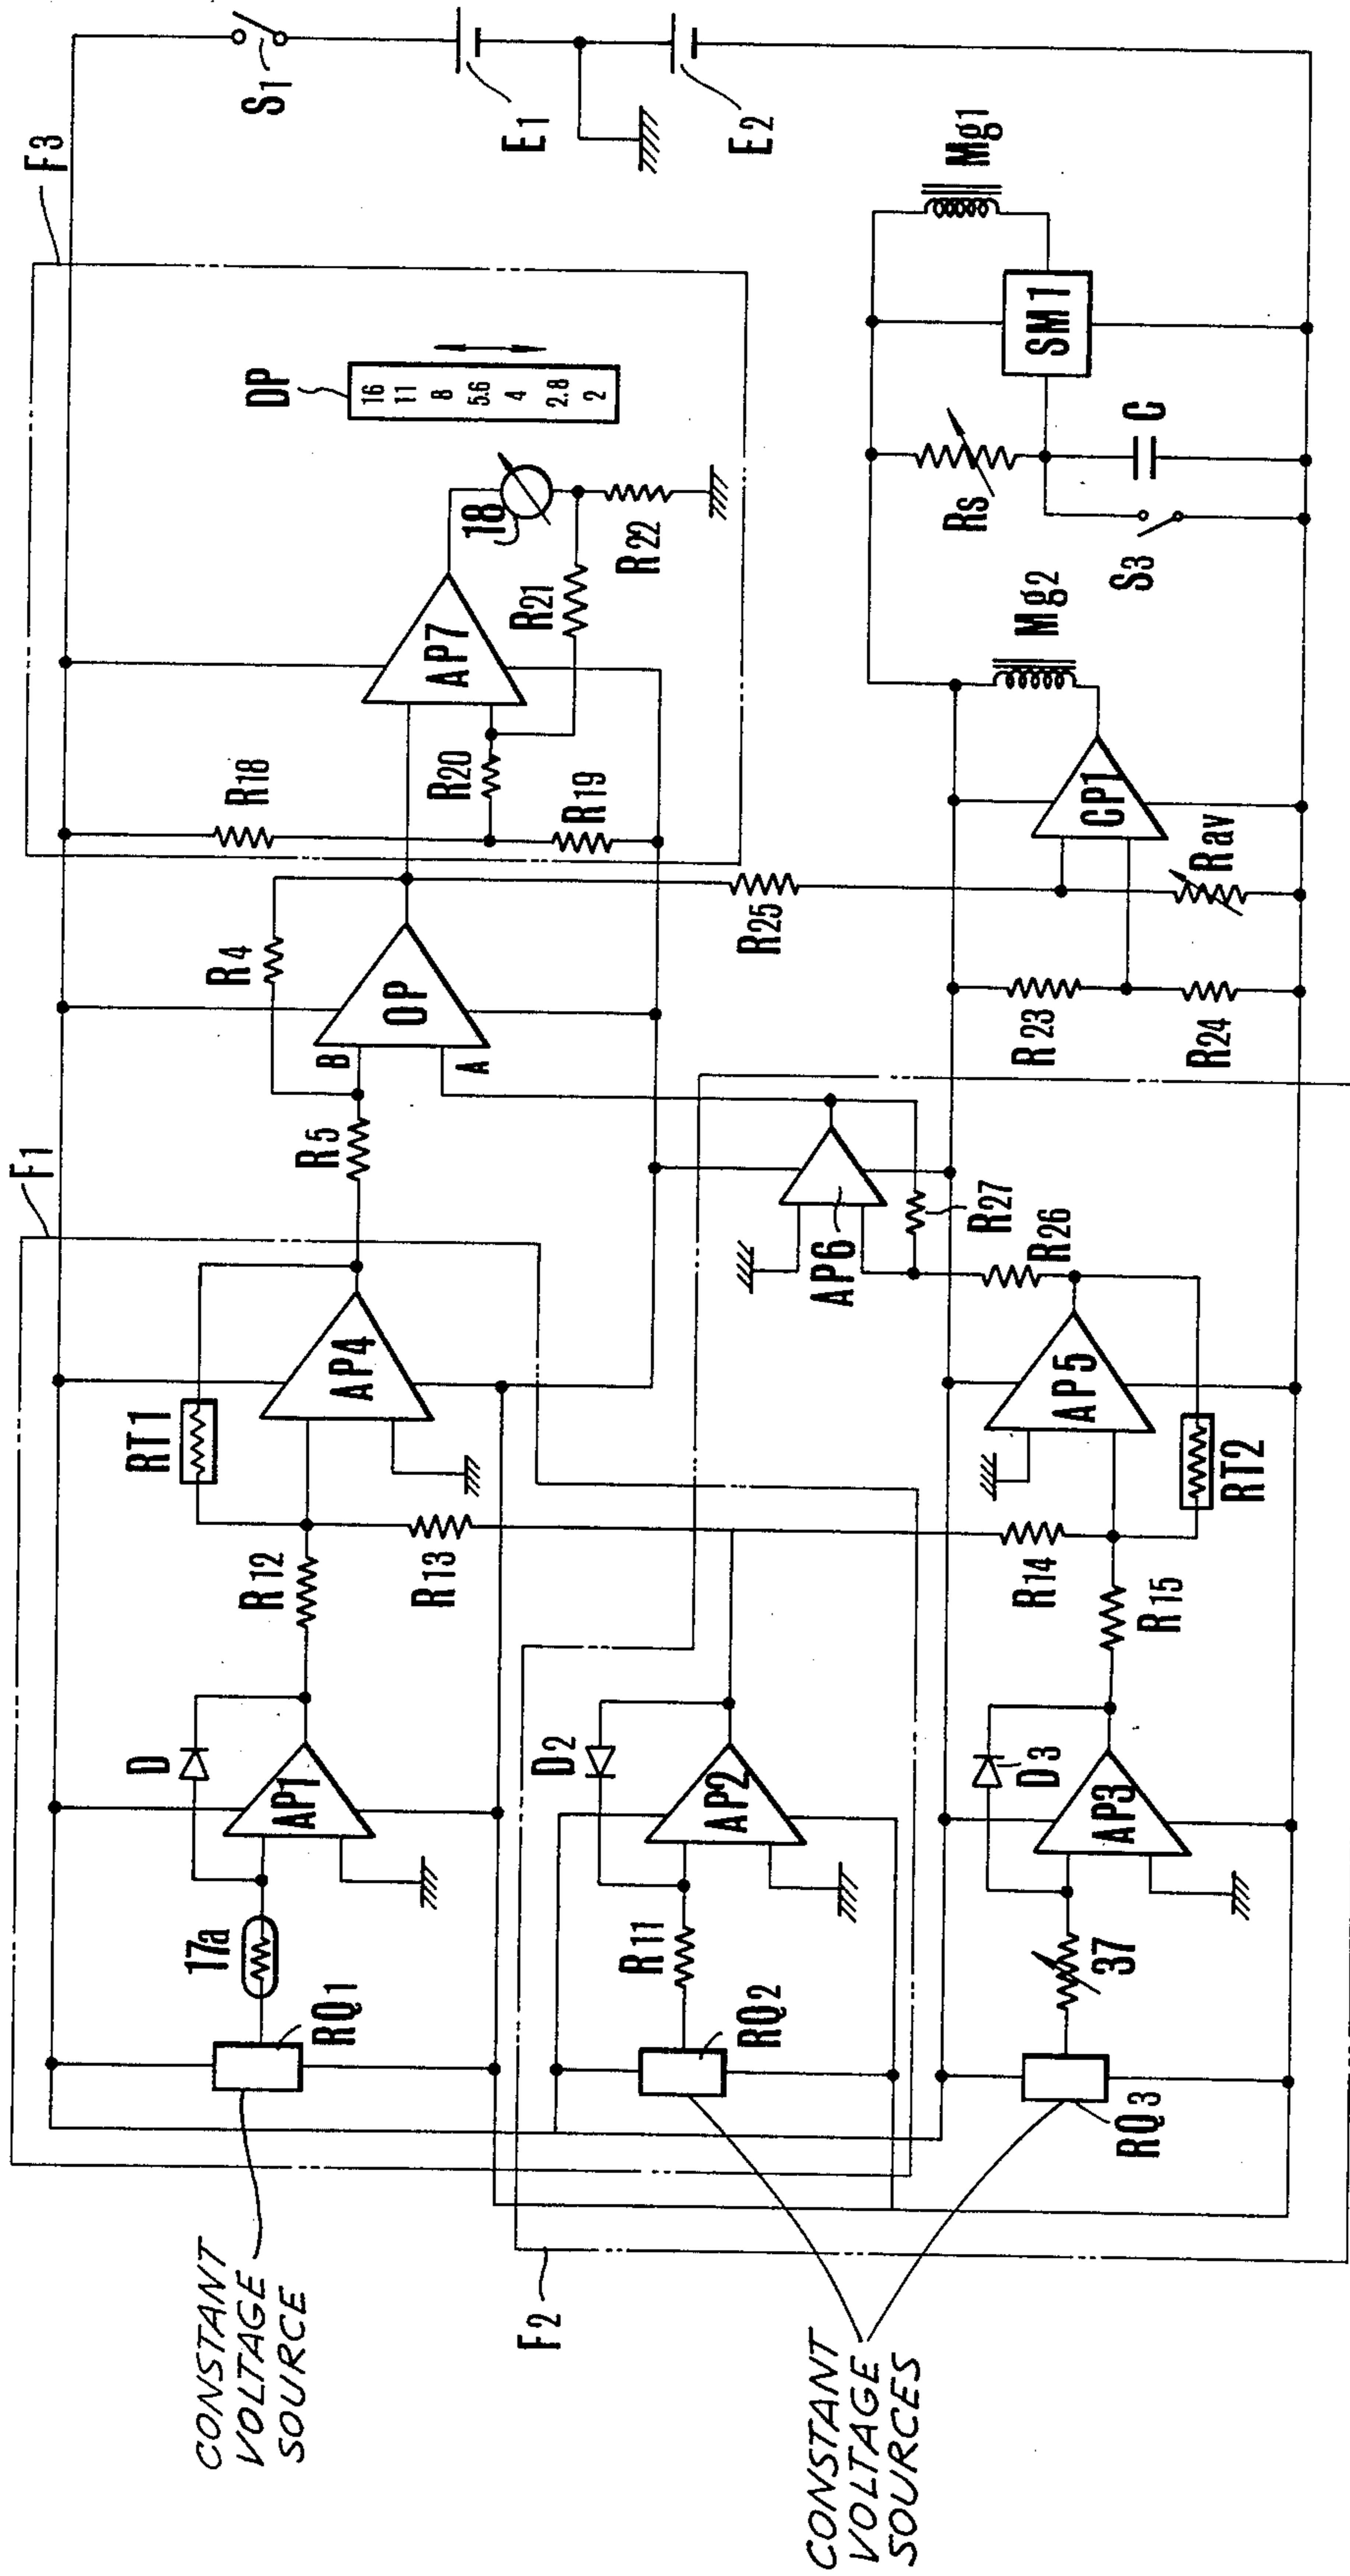 CONSTANT
VOLTAGE
SOURCE
CONSTANT
VOLTAGE
SOURCES
F1
F2
F3
RQ1
17a
D
AP1
R12
R13
RT1
AP4
R5
B
A
OP
R4
R18
R19
R20
AP7
R21
R22
18
DP
16
11
8
5.6
4
2.8
2
S1
E1
E2
RQ2
R11
D2
AP2
AP6
R27
R26
R25
RQ3
37
D3
AP3
R15
R14
AP5
RT2
R23
R24
CP1
Rav
Mg2
S3
Rs
C
SM1
Mg1